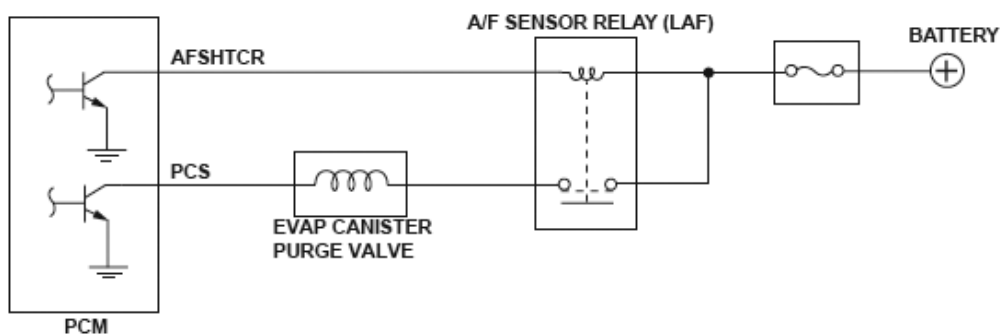 A/F SENSOR RELAY (LAF)
BATTERY
AFSHTCR
PCS
EVAP CANISTER
PURGE VALVE
PCM